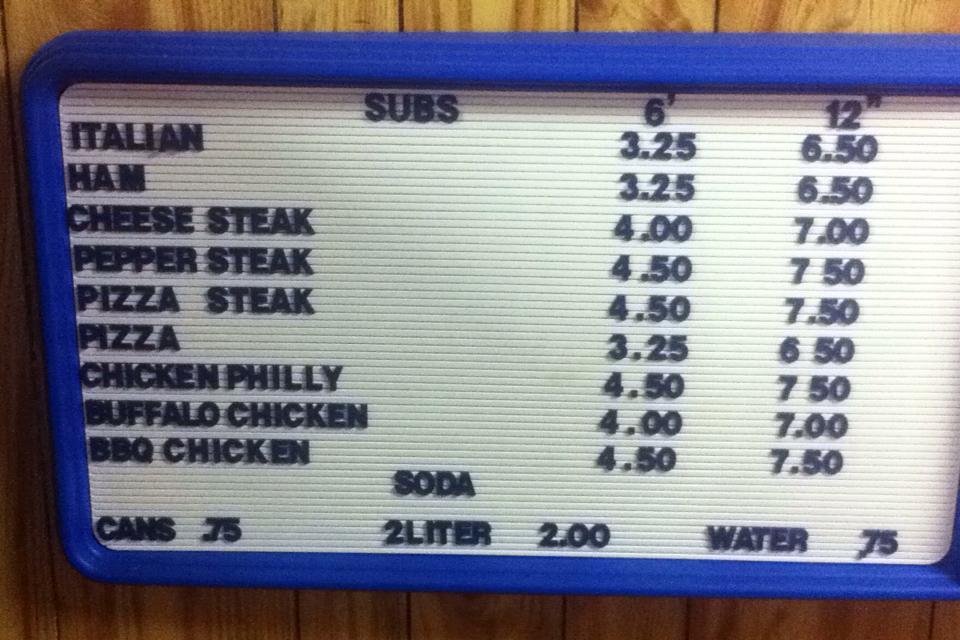 SUBS 6' 12"
ITALIAN 3.25 6.50
HAM 3.25 6.50
CHEESE STEAK 4.00 7.00
PEPPER STEAK 4.50 7 50
PIZZA STEAK 4.50 7.50
PIZZA 3.25 6 50
CHICKEN PHILLY 4.50 7 50
BUFFALO CHICKEN 4.00 7.00
BBQ CHICKEN 4.50 7.50
SODA
CANS .75 2LITER 2.00 WATER .75